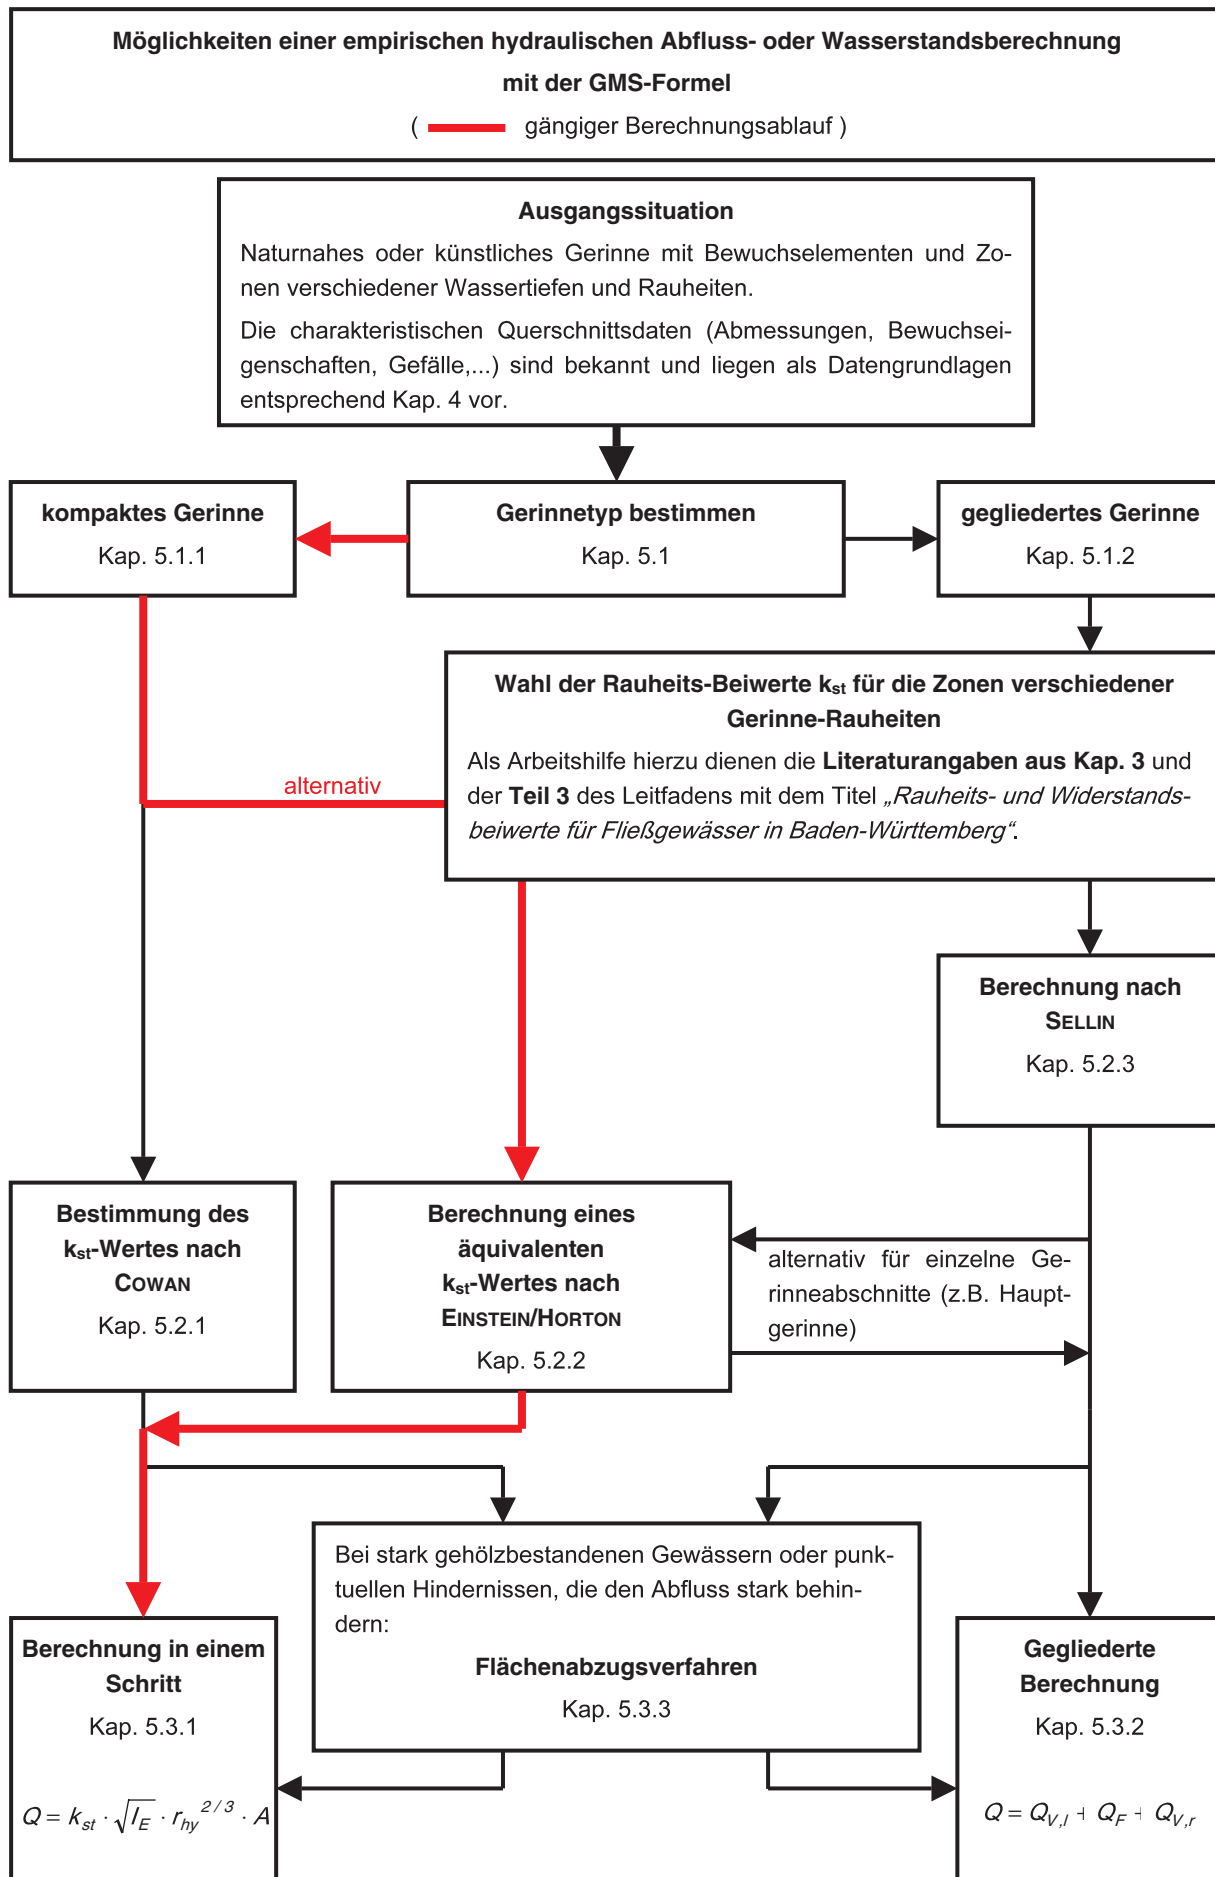 Möglichkeiten einer empirischen hydraulischen Abfluss- oder Wasserstandsberechnung
mit der GMS-Formel
( gängiger Berechnungsablauf )
Ausgangssituation
Naturnahes oder künstliches Gerinne mit Bewuchselementen und Zo-
nen verschiedener Wassertiefen und Rauheiten.
Die charakteristischen Querschnittsdaten (Abmessungen, Bewuchsei-
genschaften, Gefälle,...) sind bekannt und liegen als Datengrundlagen
entsprechend Kap. 4 vor.
kompaktes Gerinne
Kap. 5.1.1
Gerinnetyp bestimmen
Kap. 5.1
gegliedertes Gerinne
Kap. 5.1.2
Wahl der Rauheits-Beiwerte kst für die Zonen verschiedener
Gerinne-Rauheiten
Als Arbeitshilfe hierzu dienen die Literaturangaben aus Kap. 3 und
der Teil 3 des Leitfadens mit dem Titel „Rauheits- und Widerstands-
beiwerte für Fließgewässer in Baden-Württemberg“.
alternativ
Berechnung nach
SELLIN
Kap. 5.2.3
Bestimmung des
kst-Wertes nach
COWAN
Kap. 5.2.1
Berechnung eines
äquivalenten
kst-Wertes nach
EINSTEIN/HORTON
Kap. 5.2.2
alternativ für einzelne Ge-
rinneabschnitte (z.B. Haupt-
gerinne)
Bei stark gehölzbestandenen Gewässern oder punk-
tuellen Hindernissen, die den Abfluss stark behin-
dern:
Flächenabzugsverfahren
Kap. 5.3.3
Berechnung in einem
Schritt
Kap. 5.3.1
Q = k_st · √I_E · r_hy^2/3 · A
Gegliederte
Berechnung
Kap. 5.3.2
Q = Q_V,l + Q_F + Q_V,r